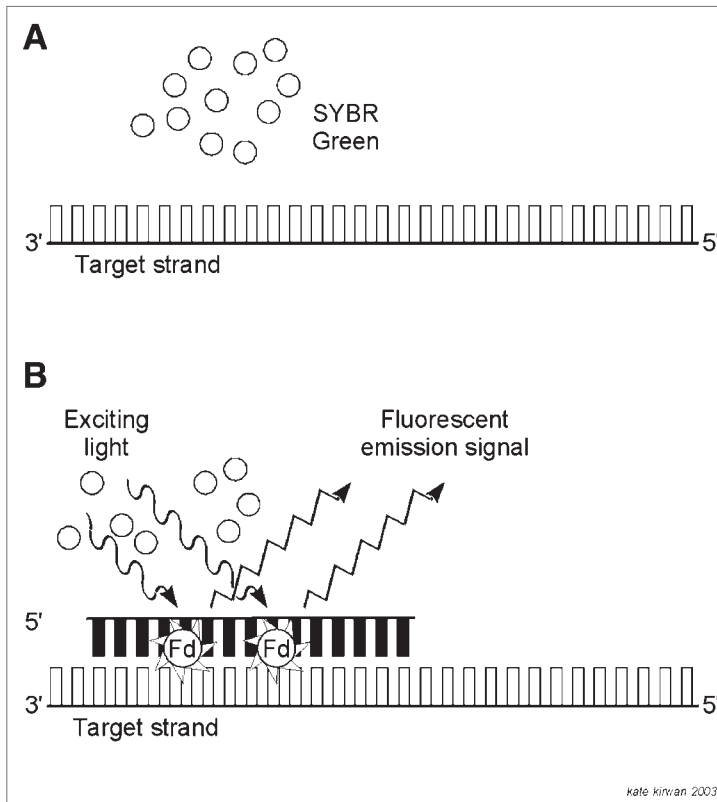 A
SYBR
Green
3'
5'
Target strand
B
Exciting
light
Fluorescent
emission signal
5'
Fd
Fd
3'
5'
Target strand
kate kirwan 2003